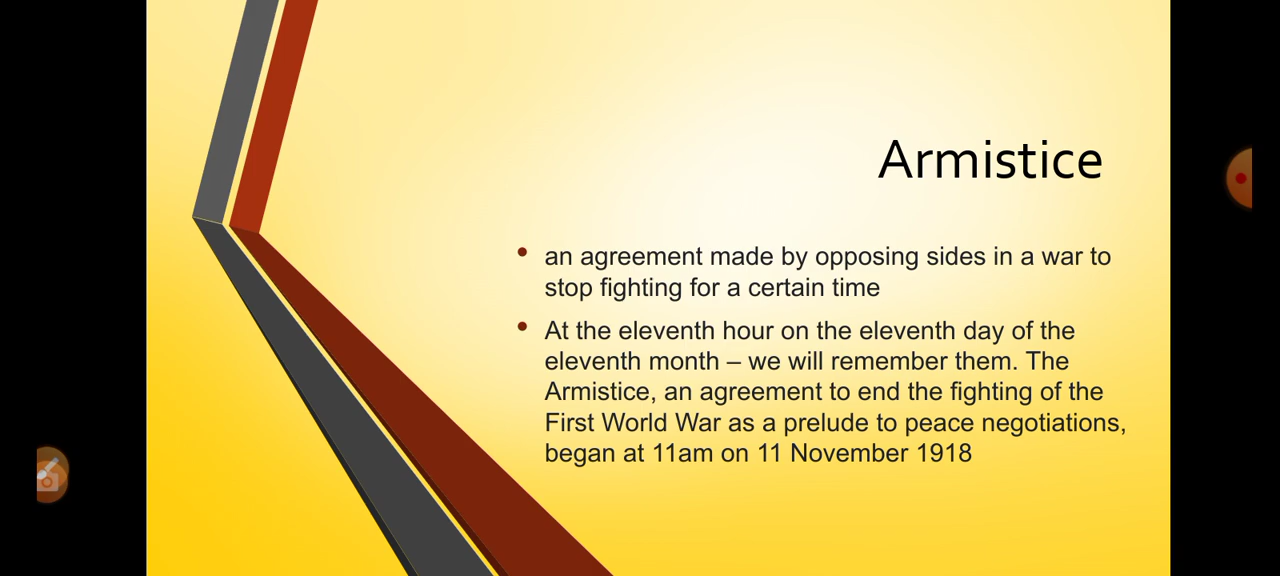 Armistice
• an agreement made by opposing sides in a war to
stop fighting for a certain time
• At the eleventh hour on the eleventh day of the
eleventh month – we will remember them. The
Armistice, an agreement to end the fighting of the
First World War as a prelude to peace negotiations,
began at 11am on 11 November 1918